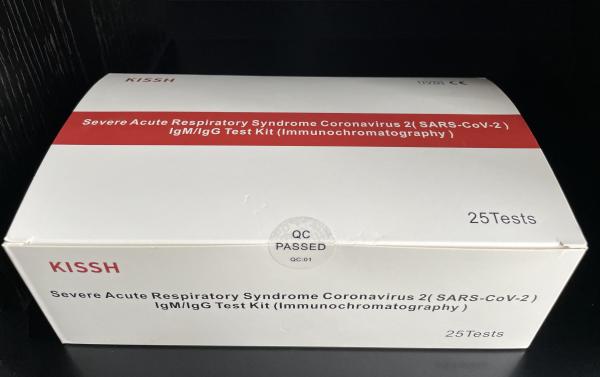 KISSH
IVD CE
Severe Acute Respiratory Syndrome Coronavirus 2( SARS-CoV-2 )
IgM/IgG Test Kit (Immunochromatography )
25Tests
QC
PASSED
QC:01
KISSH
Severe Acute Respiratory Syndrome Coronavirus 2( SARS-CoV-2 )
IgM/IgG Test Kit (Immunochromatography )
25Tests